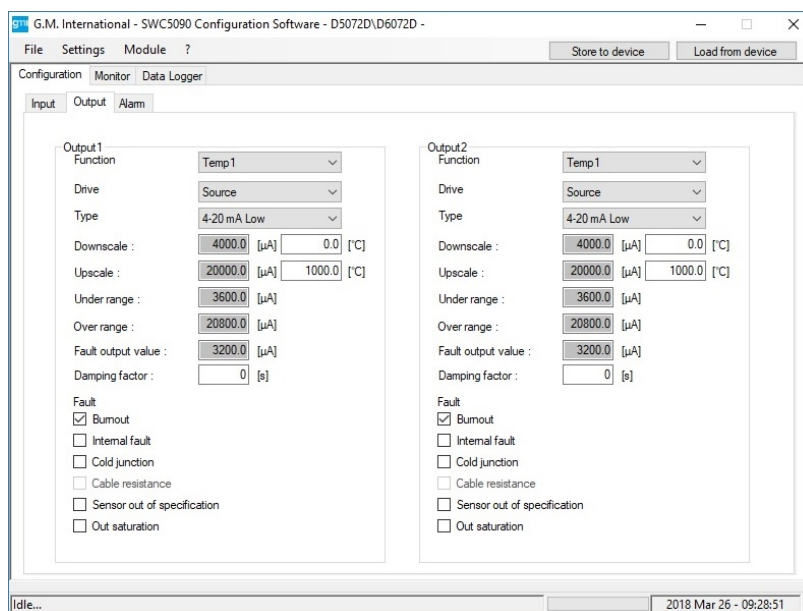 gmi G.M. International - SWC5090 Configuration Software - D5072D\D6072D -
File Settings Module ? Store to device Load from device
Configuration Monitor Data Logger
Input Output Alarm
Output1
Function Temp1
Drive Source
Type 4-20 mA Low
Downscale : 4000.0 [µA] 0.0 [°C]
Upscale : 20000.0 [µA] 1000.0 [°C]
Under range : 3600.0 [µA]
Over range : 20800.0 [µA]
Fault output value : 3200.0 [µA]
Damping factor : 0 [s]
Fault
Burnout
Internal fault
Cold junction
Cable resistance
Sensor out of specification
Out saturation
Output2
Function Temp1
Drive Source
Type 4-20 mA Low
Downscale : 4000.0 [µA] 0.0 [°C]
Upscale : 20000.0 [µA] 1000.0 [°C]
Under range : 3600.0 [µA]
Over range : 20800.0 [µA]
Fault output value : 3200.0 [µA]
Damping factor : 0 [s]
Fault
Burnout
Internal fault
Cold junction
Cable resistance
Sensor out of specification
Out saturation
Idle... 2018 Mar 26 - 09:28:51